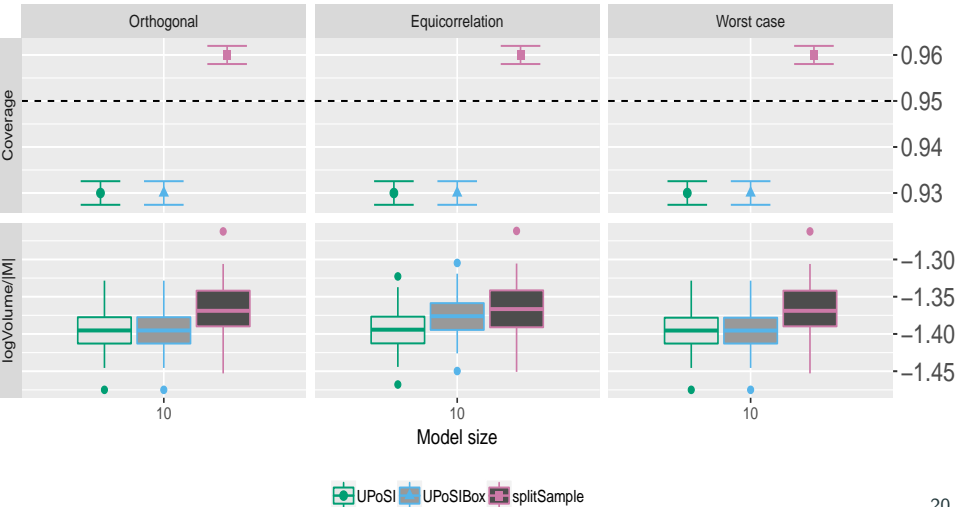 Orthogonal Equicorrelation Worst case
Coverage
0.96
0.95
0.94
0.93
logVolume/|M|
−1.30
−1.35
−1.40
−1.45
10 10 10
Model size
UPoSI UPoSIBox splitSample
20